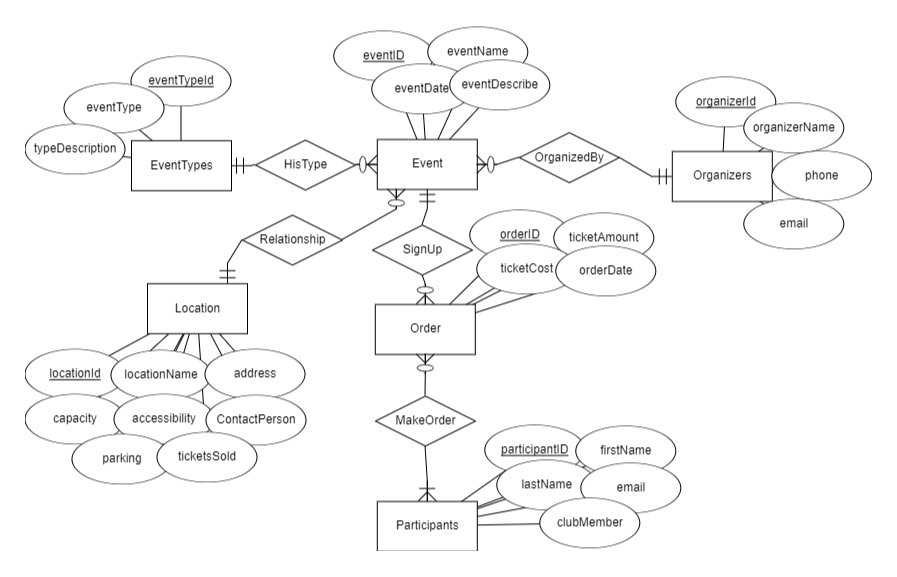 eventID
eventName
eventDate
eventDescribe
eventTypeId
eventType
typeDescription
EventTypes
HisType
Event
OrganizedBy
Organizers
organizerId
organizerName
phone
email
Relationship
SignUp
orderID
ticketAmount
ticketCost
orderDate
Location
Order
locationId
locationName
address
capacity
accessibility
ContactPerson
parking
ticketsSold
MakeOrder
participantID
firstName
lastName
email
clubMember
Participants